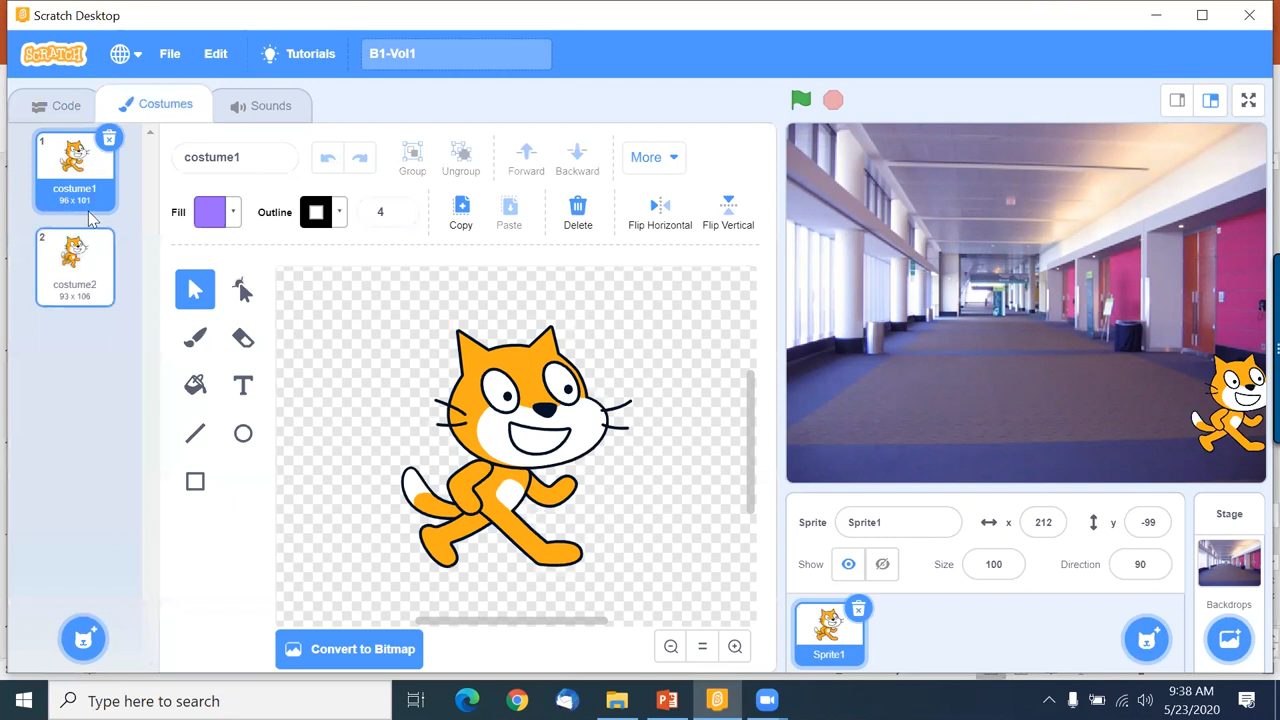 Scratch Desktop
SCRATCH
File
Edit
Tutorials
B1-Vol1
Code
Costumes
Sounds
1
costume1
96 x 101
2
costume2
93 x 106
costume1
Group
Ungroup
Forward
Backward
More
Fill
Outline
4
Copy
Paste
Delete
Flip Horizontal
Flip Vertical
Convert to Bitmap
Sprite
Sprite1
x
212
y
-99
Show
Size
100
Direction
90
Sprite1
Stage
Backdrops
Type here to search
9:38 AM
5/23/2020